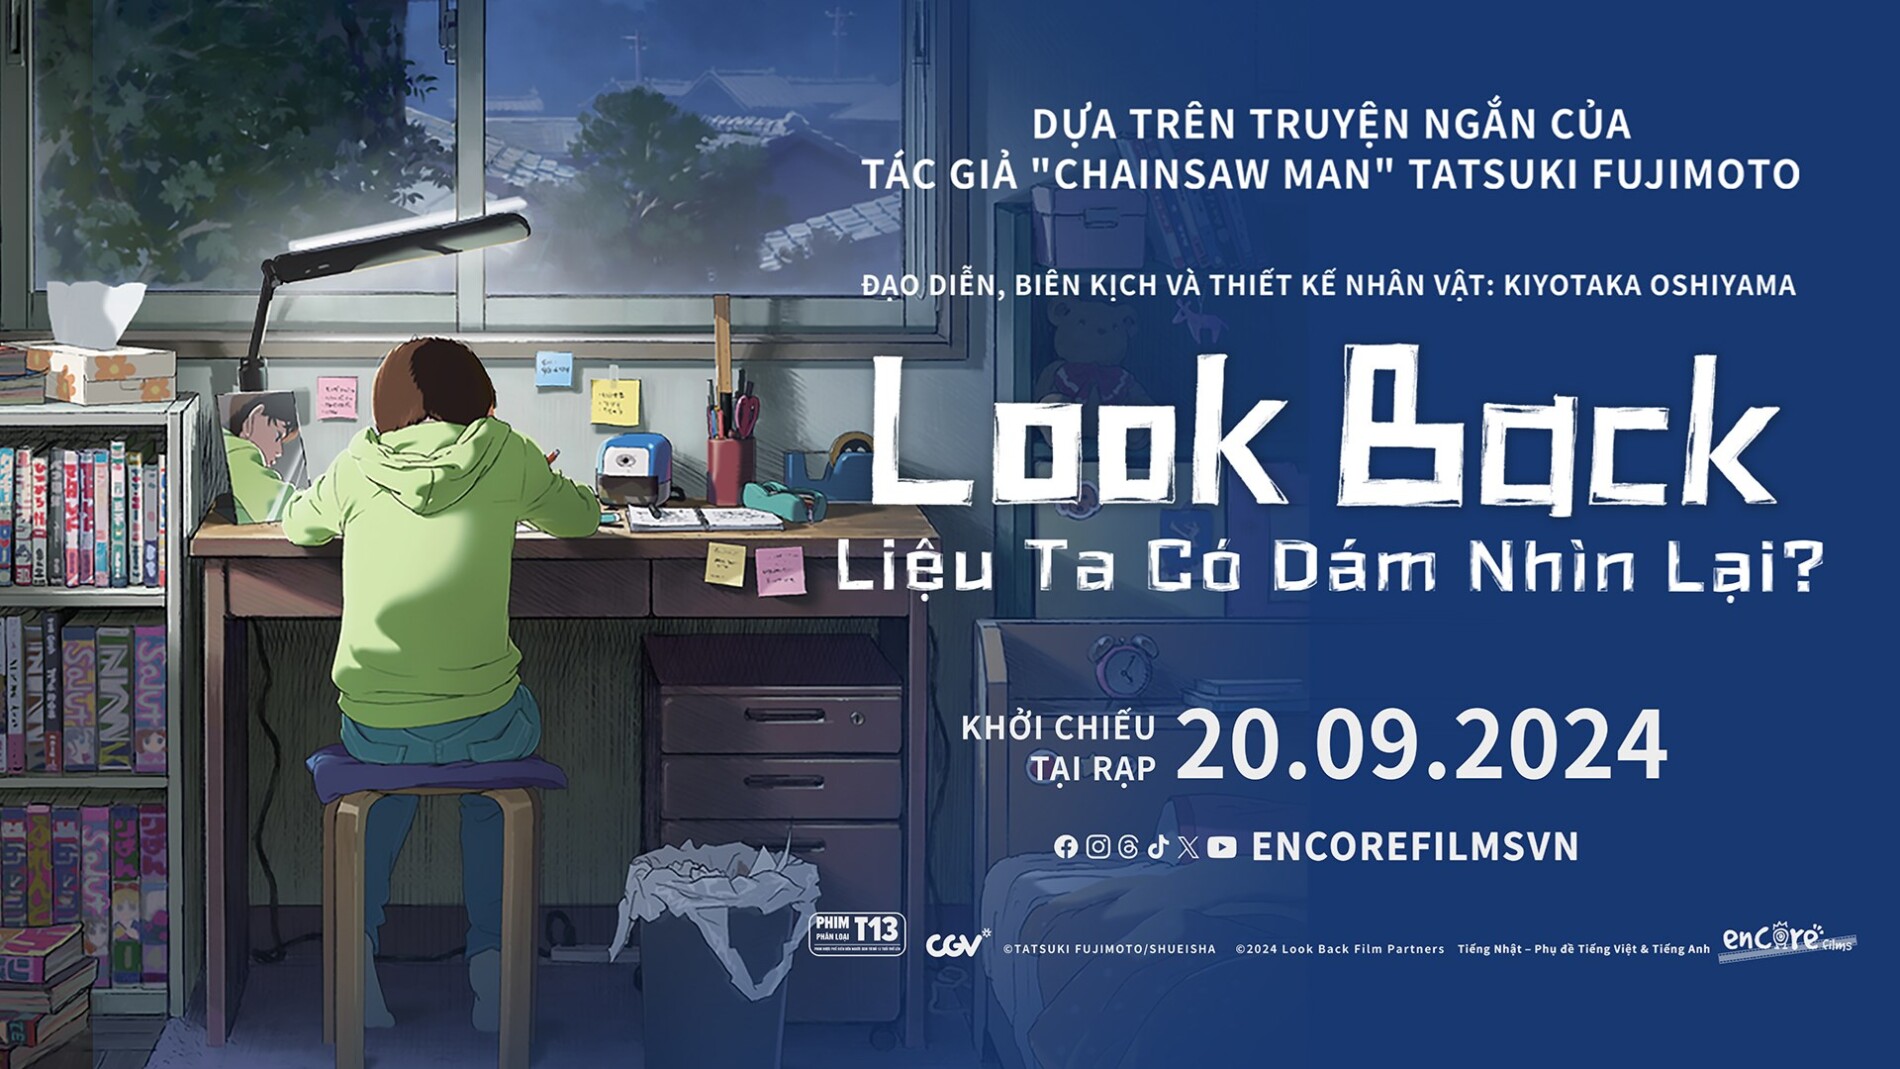 DỰA TRÊN TRUYỆN NGẮN CỦA
TÁC GIẢ "CHAINSAW MAN" TATSUKI FUJIMOTO
ĐẠO DIỄN, BIÊN KỊCH VÀ THIẾT KẾ NHÂN VẬT: KIYOTAKA OSHIYAMA
Look Back
Liệu Ta Có Dám Nhìn Lại?
KHỞI CHIẾU
TẠI RẠP
20.09.2024
ENCOREFILMSVN
PHIM
PHÂN LOẠI
T13
CGV
©TATSUKI FUJIMOTO/SHUEISHA
©2024 Look Back Film Partners
Tiếng Nhật – Phụ đề Tiếng Việt & Tiếng Anh
encore films